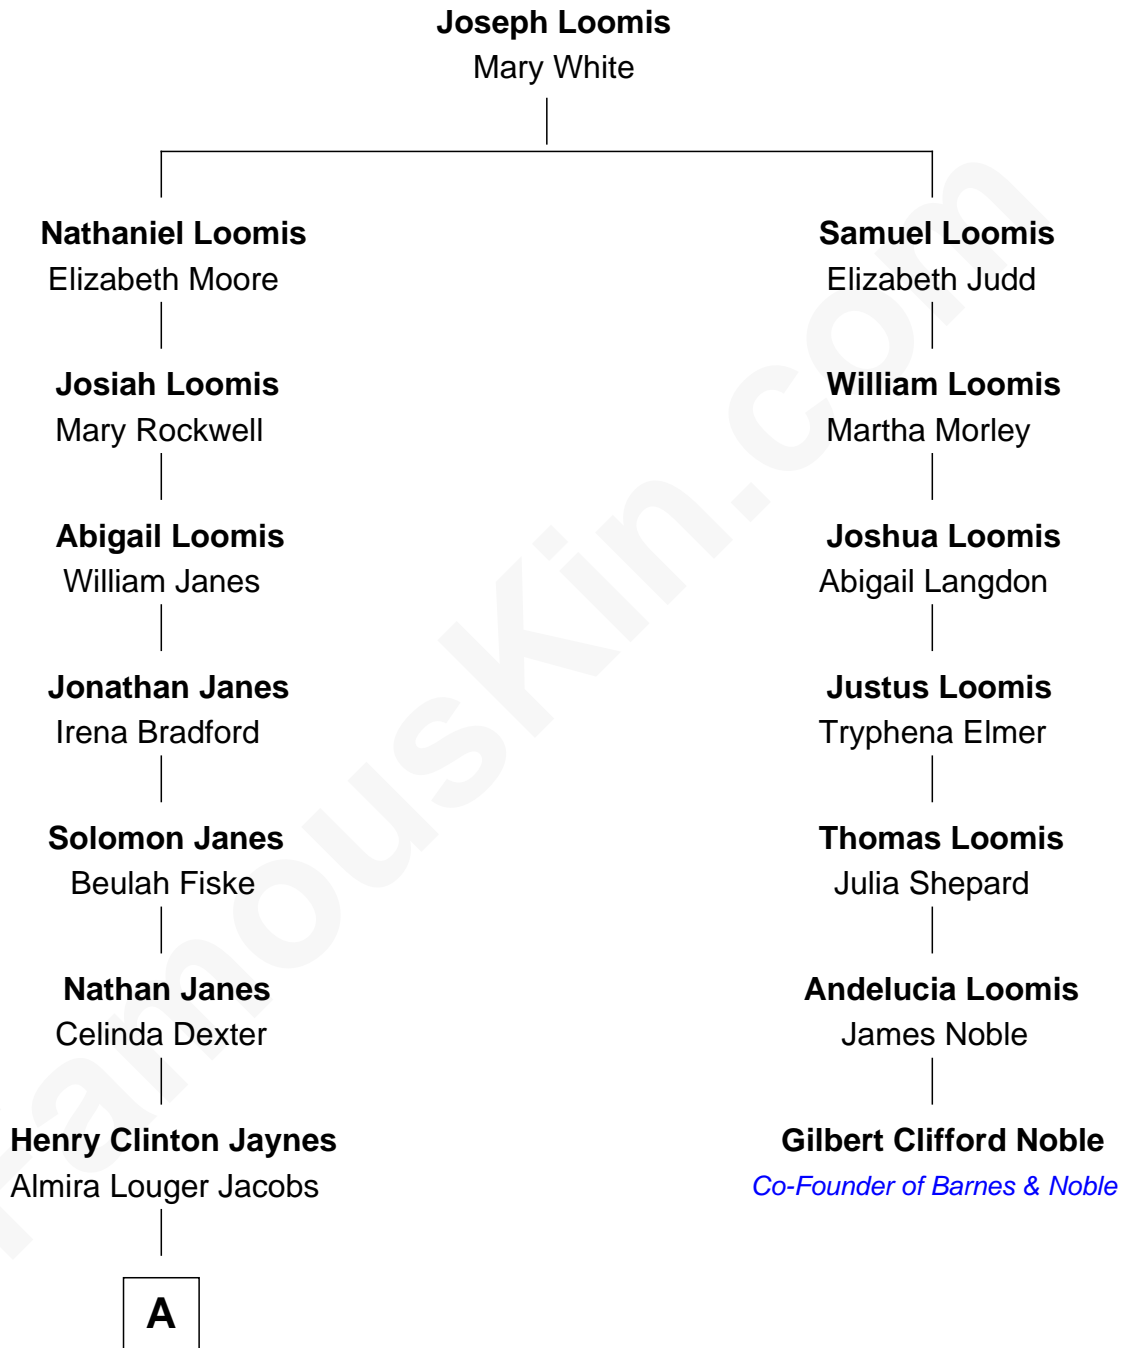 Joseph Loomis
Mary White
Nathaniel Loomis
Elizabeth Moore
Samuel Loomis
Elizabeth Judd
Josiah Loomis
Mary Rockwell
William Loomis
Martha Morley
Abigail Loomis
William Janes
Joshua Loomis
Abigail Langdon
Jonathan Janes
Irena Bradford
Justus Loomis
Tryphena Elmer
Solomon Janes
Beulah Fiske
Thomas Loomis
Julia Shepard
Nathan Janes
Celinda Dexter
Andelucia Loomis
James Noble
Henry Clinton Jaynes
Almira Louger Jacobs
Gilbert Clifford Noble
Co-Founder of Barnes & Noble
A
FamousKin.com